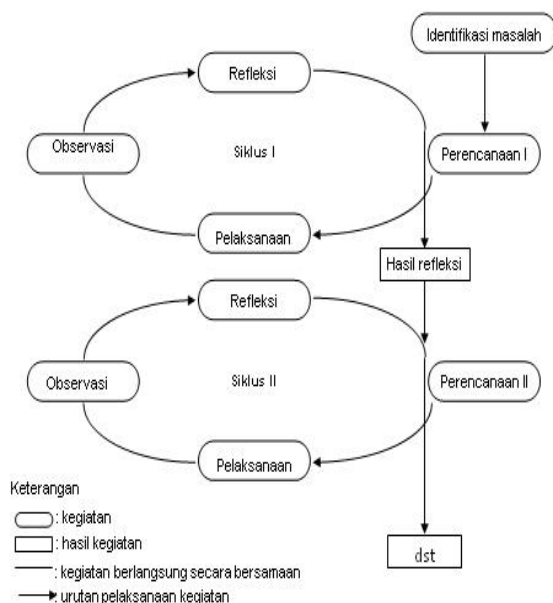 Identifikasi masalah
Refleksi
Observasi
Siklus I
Perencanaan I
Pelaksanaan
Hasil refleksi
Refleksi
Observasi
Siklus II
Perencanaan II
Pelaksanaan
Keterangan
: kegiatan
: hasil kegiatan
: kegiatan berlangsung secara bersamaan
: urutan pelaksanaan kegiatan
dst